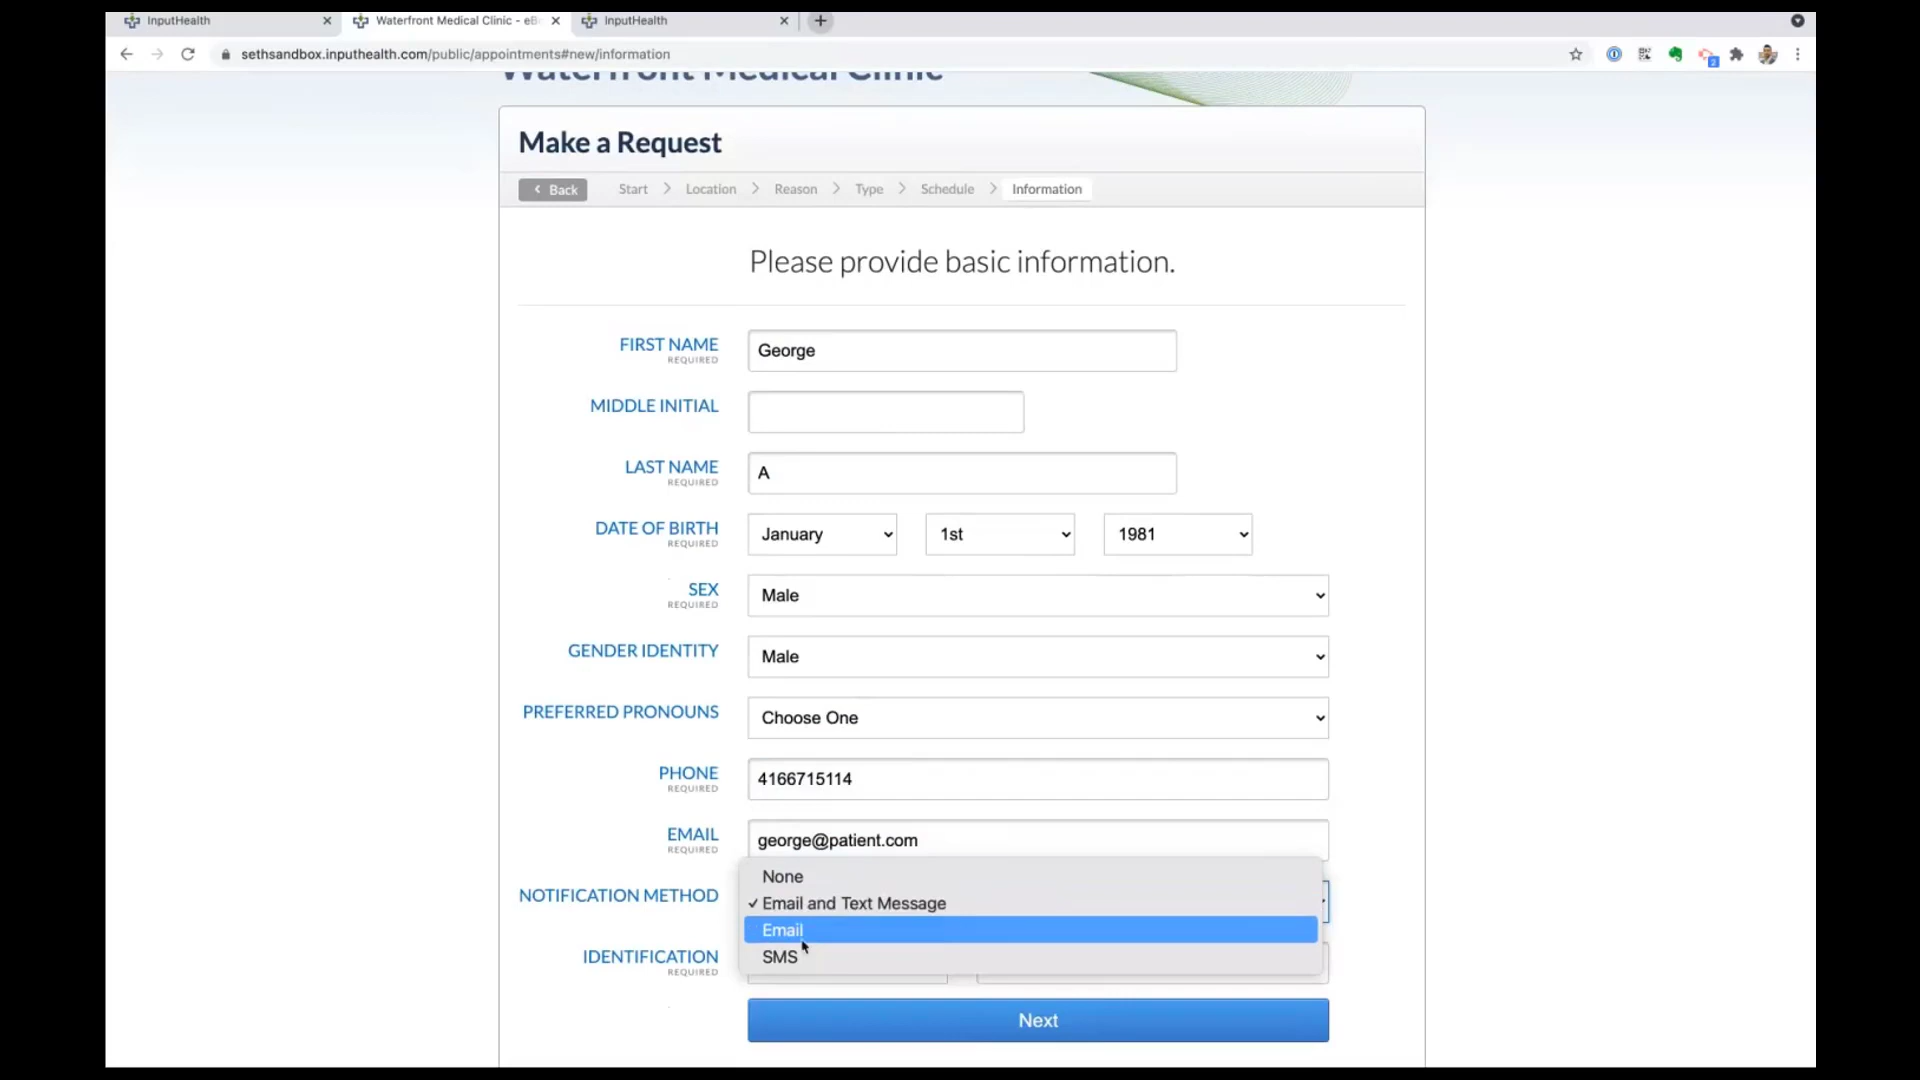 InputHealth
Waterfront Medical Clinic - eB
InputHealth
sethsandbox.inputhealth.com/public/appointments#new/information
2
Waterfront Medical Clinic
Make a Request
Back
Start
Location
Reason
Type
Schedule
Information
Please provide basic information.
FIRST NAME
REQUIRED
George
MIDDLE INITIAL
LAST NAME
REQUIRED
A
DATE OF BIRTH
REQUIRED
January
1st
1981
SEX
REQUIRED
Male
GENDER IDENTITY
Male
PREFERRED PRONOUNS
Choose One
PHONE
REQUIRED
4166715114
EMAIL
REQUIRED
george@patient.com
NOTIFICATION METHOD
None
✓ Email and Text Message
Email
SMS
IDENTIFICATION
REQUIRED
Next